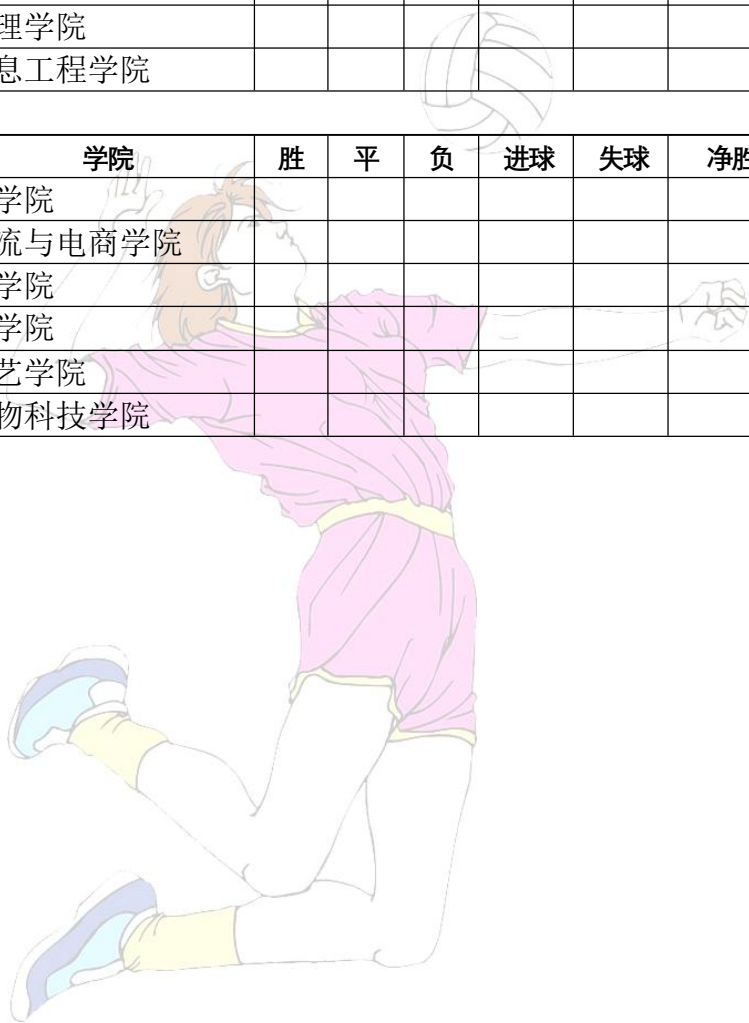 理学院
息工程学院
学院 胜 平 负 进球 失球 净胜
学院
流与电商学院
学院
学院
艺学院
物科技学院